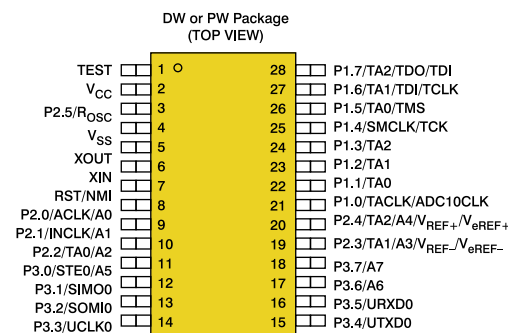 DW or PW Package
(TOP VIEW)
TEST 1 28 P1.7/TA2/TDO/TDI
VCC 2 27 P1.6/TA1/TDI/TCLK
P2.5/ROSC 3 26 P1.5/TA0/TMS
VSS 4 25 P1.4/SMCLK/TCK
XOUT 5 24 P1.3/TA2
XIN 6 23 P1.2/TA1
RST/NMI 7 22 P1.1/TA0
P2.0/ACLK/A0 8 21 P1.0/TACLK/ADC10CLK
P2.1/INCLK/A1 9 20 P2.4/TA2/A4/VREF+/VeREF+
P2.2/TA0/A2 10 19 P2.3/TA1/A3/VREF–/VeREF–
P3.0/STE0/A5 11 18 P3.7/A7
P3.1/SIMO0 12 17 P3.6/A6
P3.2/SOMI0 13 16 P3.5/URXD0
P3.3/UCLK0 14 15 P3.4/UTXD0